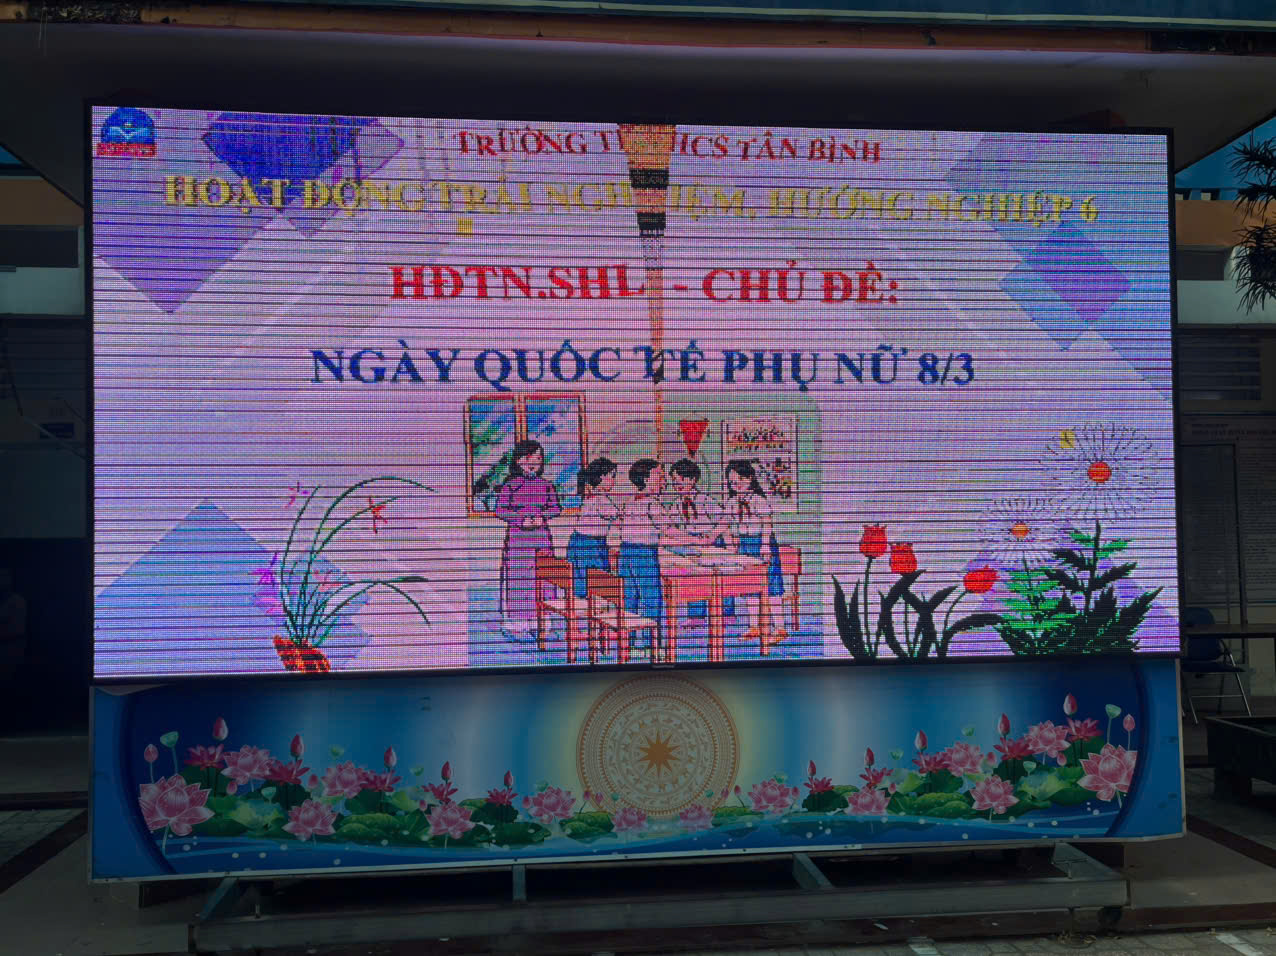 TRƯỜNG TH THCS TÂN BÌNH
HOẠT ĐỘNG TRẢI NGHIỆM, HƯỚNG NGHIỆP 6
HĐTN.SHL - CHỦ ĐỀ:
NGÀY QUỐC TẾ PHỤ NỮ 8/3